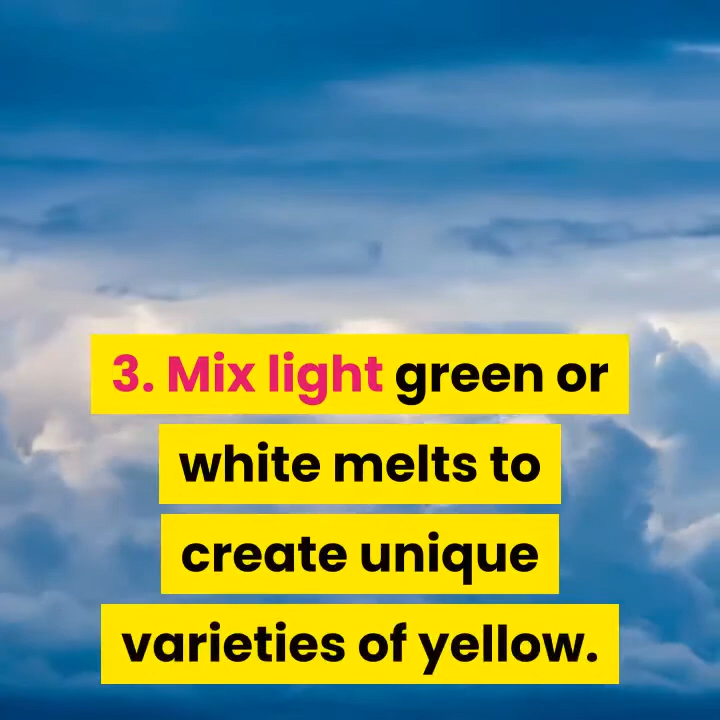 3. Mix light green or
white melts to
create unique
varieties of yellow.